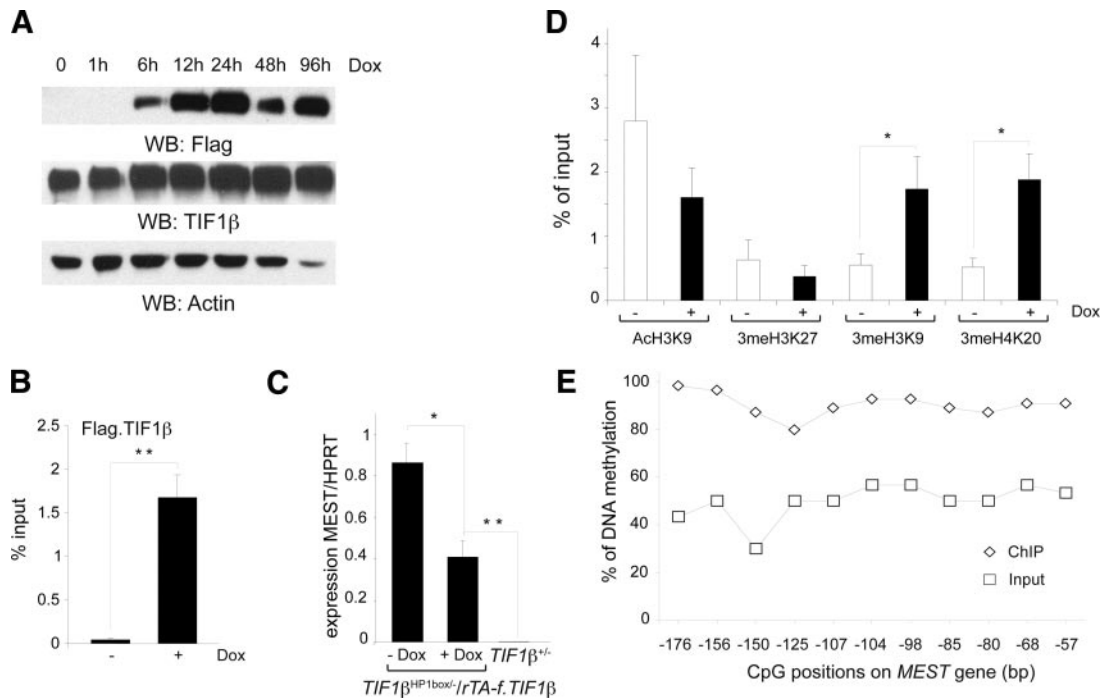 A
0 1h 6h 12h 24h 48h 96h Dox
WB: Flag
WB: TIF1β
WB: Actin
B
Flag.TIF1β
**
% input
2.5
2
1.5
1
0.5
0
- + Dox
C
expression MEST/HPRT
1
0.8
0.6
0.4
0.2
0
*
**
- Dox + Dox TIF1β+/-
TIF1βHP1box/-/rTA-f.TIF1β
D
% of input
4
3
2
1
0
* *
- + - + - + - + Dox
AcH3K9 3meH3K27 3meH3K9 3meH4K20
E
% of DNA methylation
100
80
60
40
20
0
ChIP
Input
-176 -156 -150 -125 -107 -104 -98 -85 -80 -68 -57
CpG positions on MEST gene (bp)